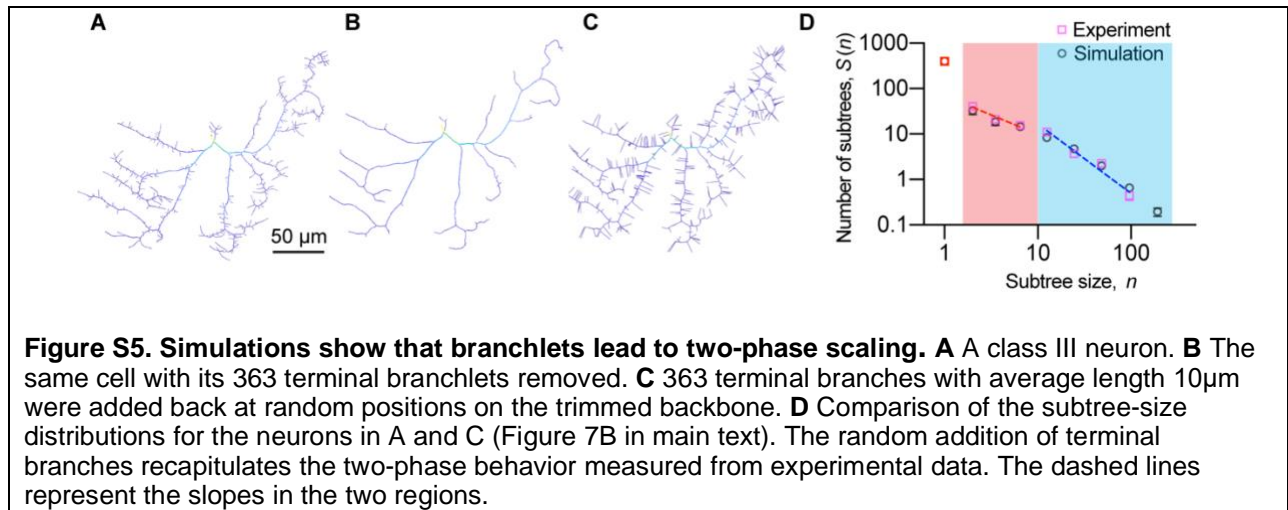 A B C D
Number of subtrees, S(n)
1000
100
10
1
0.1
Experiment
Simulation
1 10 100
Subtree size, n
50 µm
Figure S5. Simulations show that branchlets lead to two-phase scaling. A A class III neuron. B The
same cell with its 363 terminal branchlets removed. C 363 terminal branches with average length 10µm
were added back at random positions on the trimmed backbone. D Comparison of the subtree-size
distributions for the neurons in A and C (Figure 7B in main text). The random addition of terminal
branches recapitulates the two-phase behavior measured from experimental data. The dashed lines
represent the slopes in the two regions.